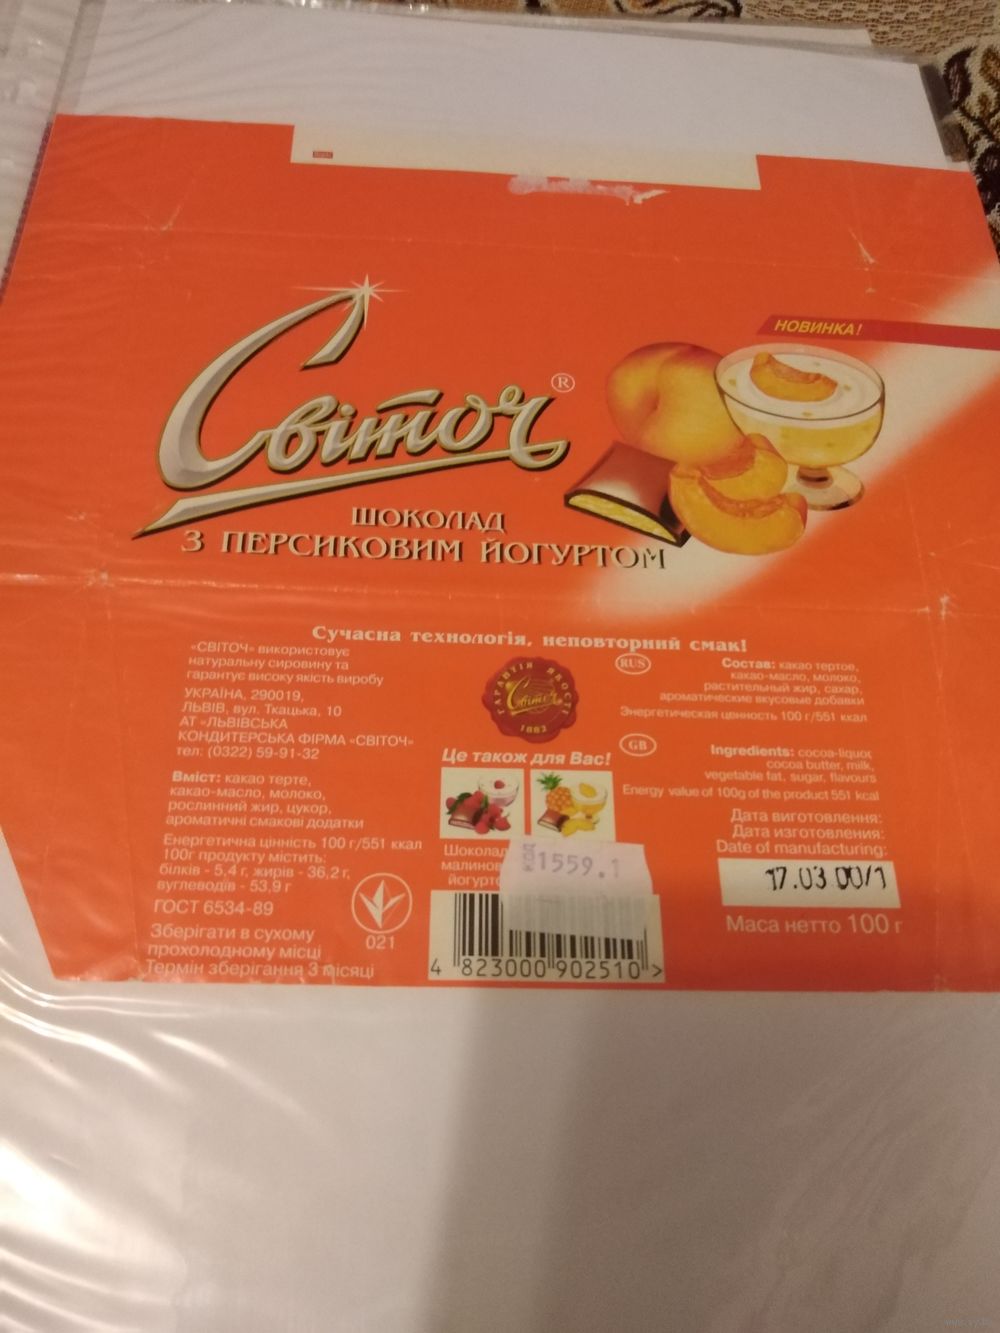 НОВИНКА!
Світоч®
ШОКОЛАД
З ПЕРСИКОВИМ ЙОГУРТОМ
Сучасна технологія, неповторний смак!
«СВІТОЧ» використовує
натуральну сировину та
гарантує високу якість виробу
УКРАЇНА, 290019,
ЛЬВІВ, вул. Ткацька, 10
АТ «ЛЬВІВСЬКА
КОНДИТЕРСЬКА ФІРМА «СВІТОЧ»
тел: (0322) 59-91-32
Вміст: какао терте,
какао-масло, молоко,
рослинний жир, цукор,
ароматичні смакові додатки
Енергетична цінність 100 г/551 ккал
100г продукту містить:
білків - 5,4 г, жирів - 36,2 г,
вуглеводів - 53,9 г
ГОСТ 6534-89
Зберігати в сухому
прохолодному місці
Термін зберігання 3 місяці
021
ГАРАНТІЯ ЯКОСТІ
Світоч
1882
Це також для Вас!
Шоколад
1559.1
4 823000 902510 >
RUS
Состав: какао тертое,
какао-масло, молоко,
растительный жир, сахар,
ароматические вкусовые добавки
Энергетическая ценность 100 г/551 ккал
GB
Ingredients: cocoa-liquor,
cocoa butter, milk,
vegetable fat, sugar, flavours
Energy value of 100g of the product 551 kcal
Дата виготовлення:
Дата изготовления:
Date of manufacturing:
17.03 00/1
Маса нетто 100 г